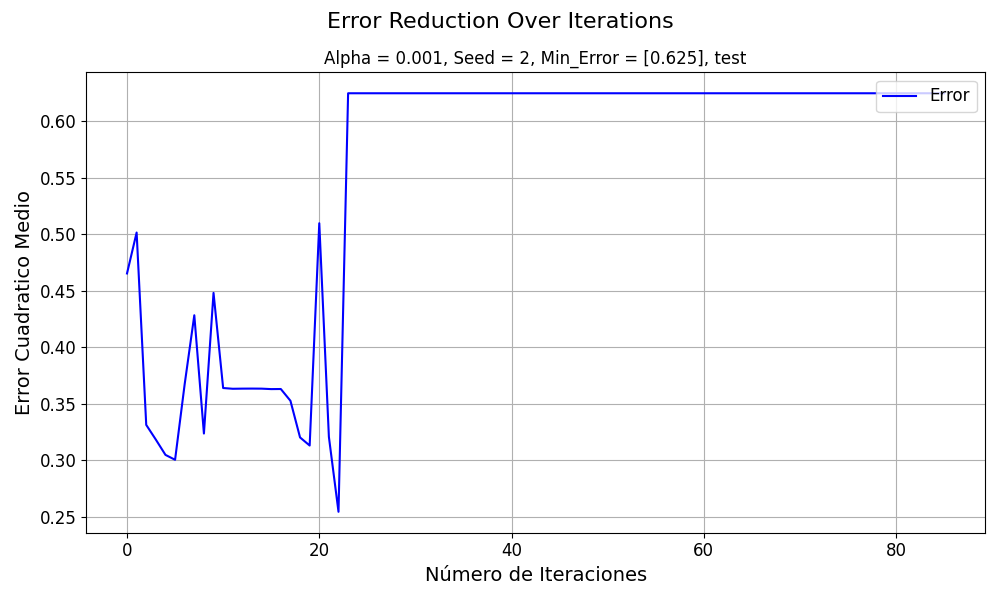 Error Reduction Over Iterations
Alpha = 0.001, Seed = 2, Min_Error = [0.625], test
Error
0.60
0.55
0.50
0.45
0.40
0.35
0.30
0.25
Error Cuadratico Medio
0 20 40 60 80
Número de Iteraciones